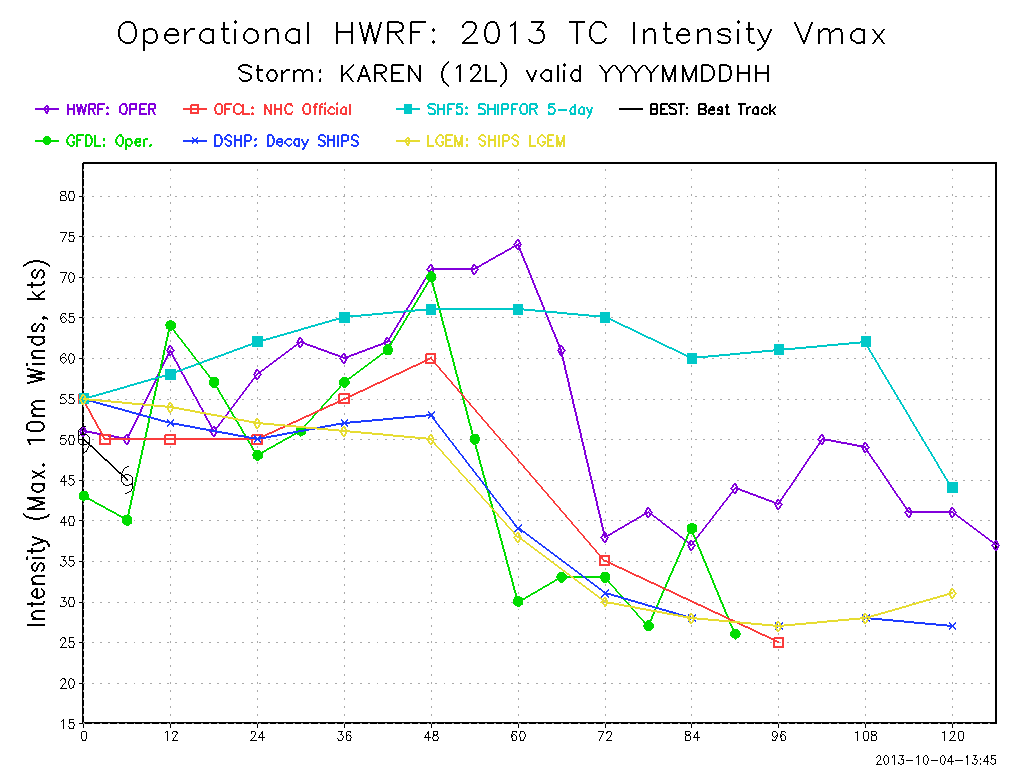 Operational HWRF: 2013 TC Intensity Vmax
Storm: KAREN (12L) valid YYYYMMDDHH
HWRF: OPER OFCL: NHC Official SHF5: SHIPFOR 5-day BEST: Best Track
GFDL: Oper. DSHP: Decay SHIPS LGEM: SHIPS LGEM
Intensity (Max. 10m Winds, kts)
80
75
70
65
60
55
50
45
40
35
30
25
20
15
0 12 24 36 48 60 72 84 96 108 120
2013-10-04-13:45